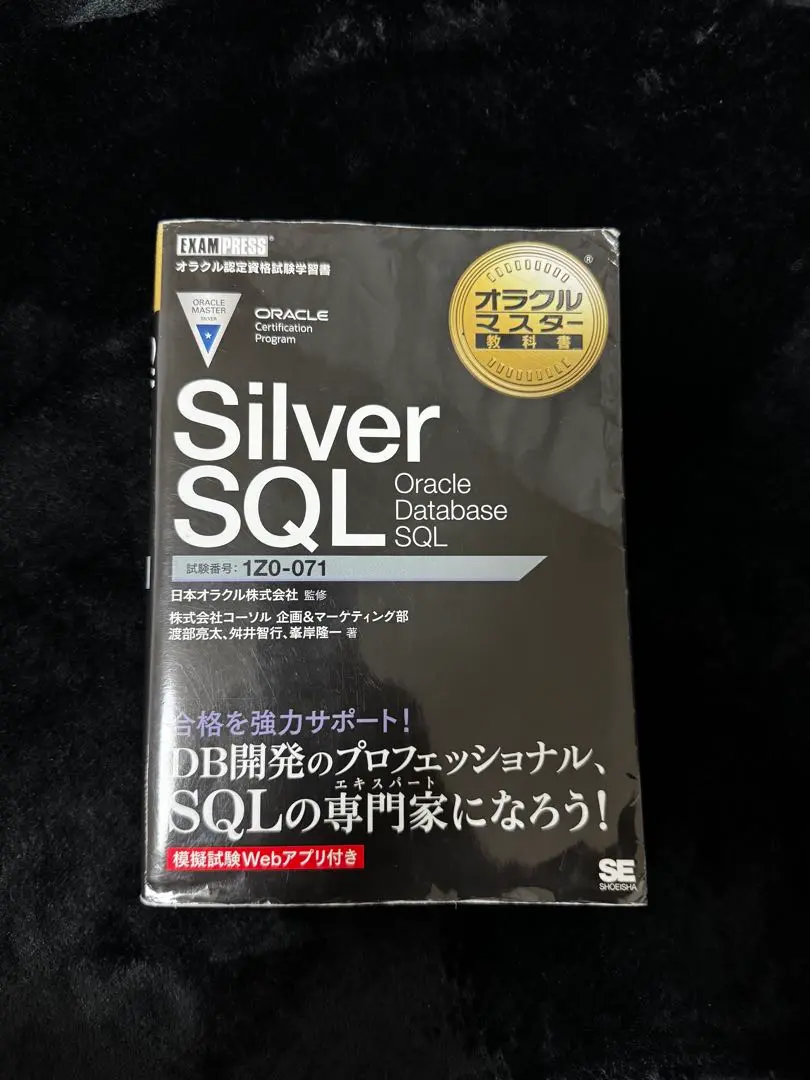 EXAMPRESS®
オラクル認定資格試験学習書
ORACLE MASTER
SILVER
ORACLE
Certification
Program
®
オラクル
マスター
教科書
Silver
SQL
Oracle
Database
SQL
試験番号：1Z0-071
日本オラクル株式会社 監修
株式会社コーソル 企画&マーケティング部
渡部亮太、舛井智行、峯岸隆一 著
合格を強力サポート！
DB開発のプロフェッショナル、
エキスパート
SQLの専門家になろう！
模擬試験Webアプリ付き
SE
SHOEISHA